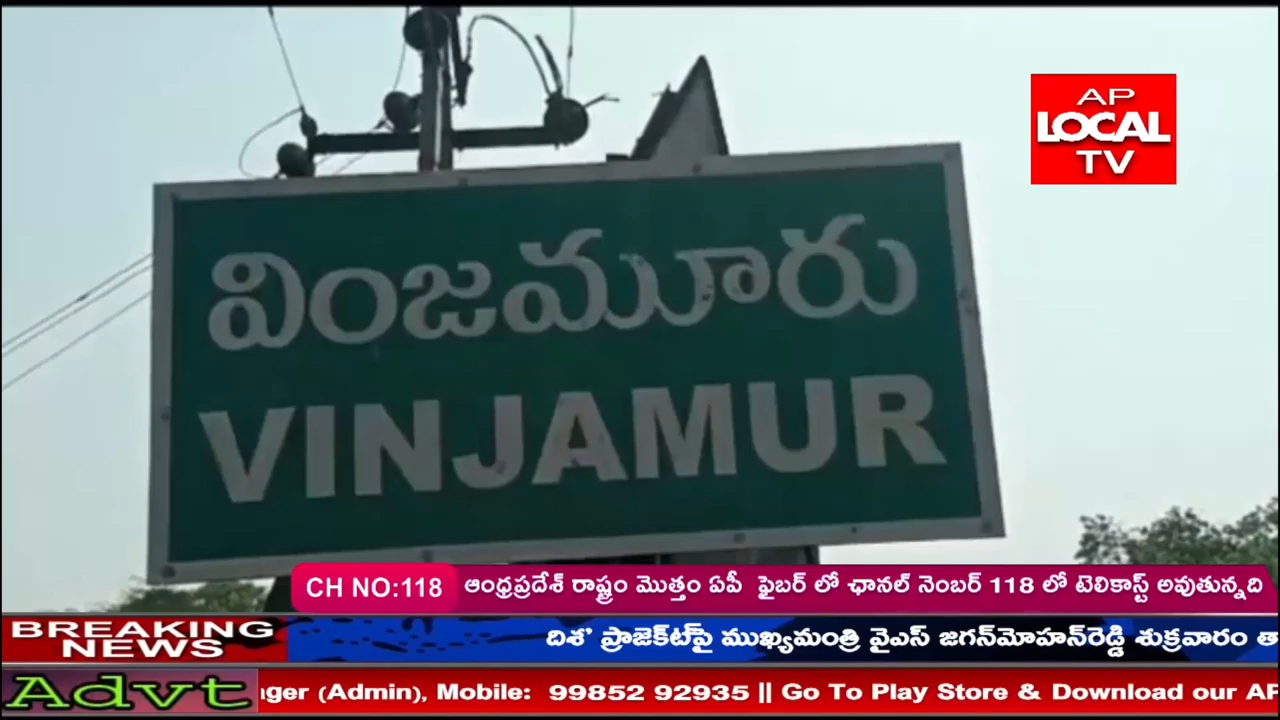 AP
LOCAL
TV
వింజమూరు
VINJAMUR
CH NO:118 ఆంధ్రప్రదేశ్ రాష్ట్రం మొత్తం ఏపీ ఫైబర్ లో ఛానల్ నెంబర్ 118 లో టెలికాస్ట్ అవుతున్నది
BREAKING
NEWS
దిశ' ప్రాజెక్ట్‌పై ముఖ్యమంత్రి వైఎస్ జగన్‌మోహన్‌రెడ్డి శుక్రవారం
Advt
(Admin), Mobile: 99852 92935 || Go To Play Store & Download our AP